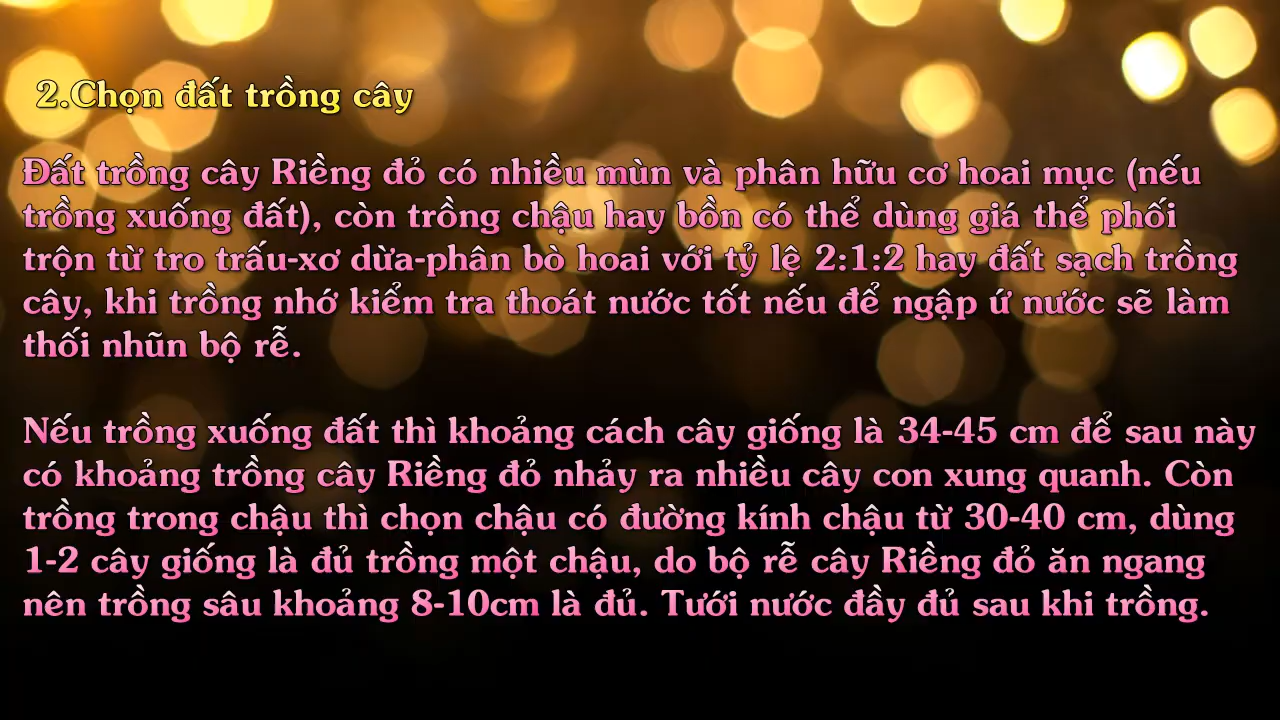 2.Chọn đất trồng cây
Đất trồng cây Riềng đỏ có nhiều mùn và phân hữu cơ hoai mục (nếu
trồng xuống đất), còn trồng chậu hay bồn có thể dùng giá thể phối
trộn từ tro trấu-xơ dừa-phân bò hoai với tỷ lệ 2:1:2 hay đất sạch trồng
cây, khi trồng nhớ kiểm tra thoát nước tốt nếu để ngập ứ nước sẽ làm
thối nhũn bộ rễ.
Nếu trồng xuống đất thì khoảng cách cây giống là 34-45 cm để sau này
có khoảng trồng cây Riềng đỏ nhảy ra nhiều cây con xung quanh. Còn
trồng trong chậu thì chọn chậu có đường kính chậu từ 30-40 cm, dùng
1-2 cây giống là đủ trồng một chậu, do bộ rễ cây Riềng đỏ ăn ngang
nên trồng sâu khoảng 8-10cm là đủ. Tưới nước đầy đủ sau khi trồng.